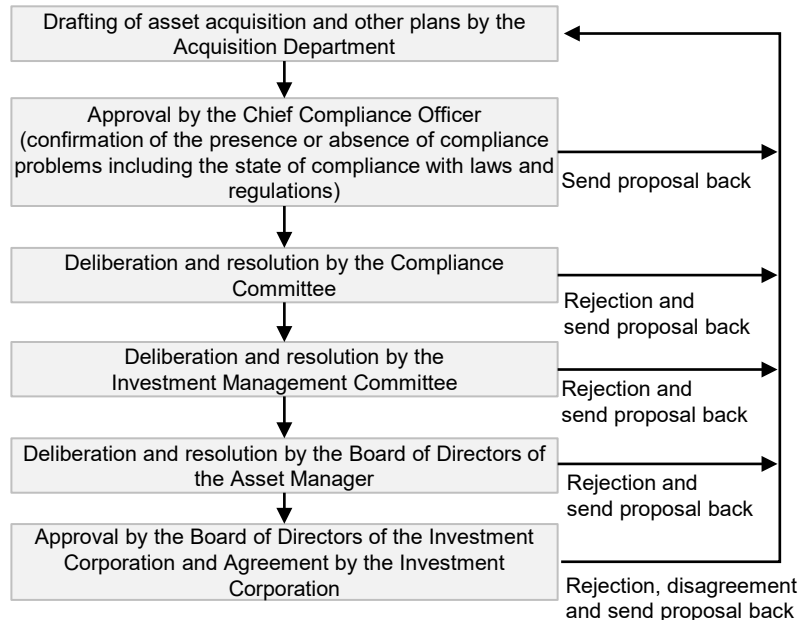 Drafting of asset acquisition and other plans by the
Acquisition Department
Approval by the Chief Compliance Officer
(confirmation of the presence or absence of compliance
problems including the state of compliance with laws and
regulations)
Send proposal back
Deliberation and resolution by the Compliance
Committee
Rejection and
send proposal back
Deliberation and resolution by the
Investment Management Committee
Rejection and
send proposal back
Deliberation and resolution by the Board of Directors of
the Asset Manager
Rejection and
send proposal back
Approval by the Board of Directors of the Investment
Corporation and Agreement by the Investment
Corporation
Rejection, disagreement
and send proposal back